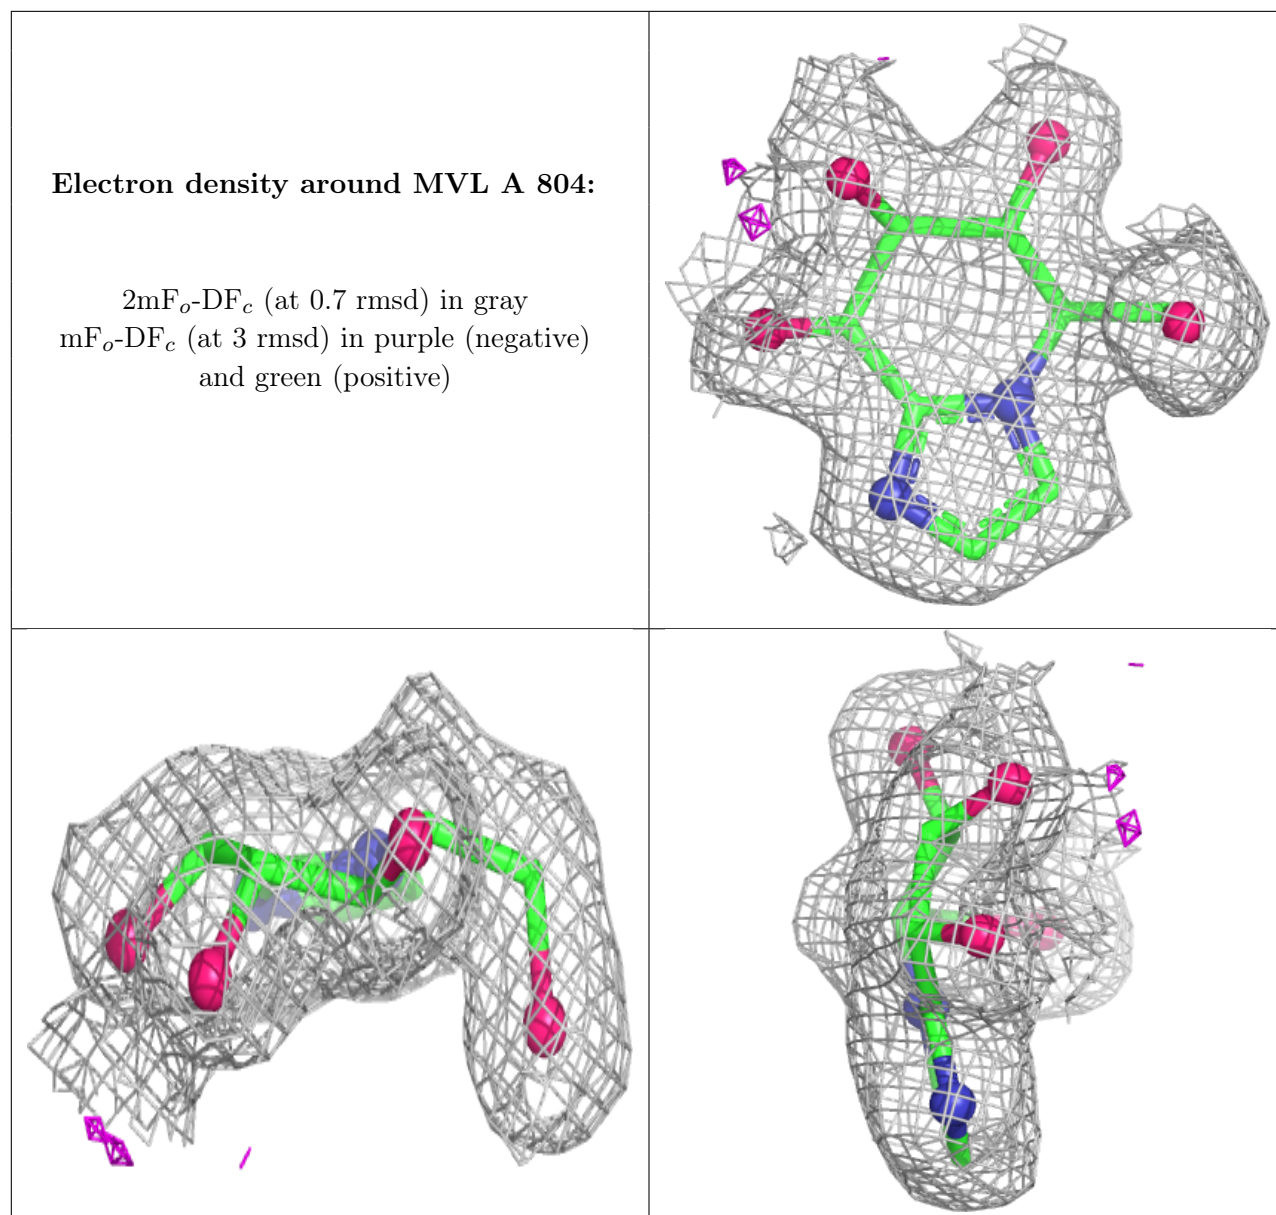 Electron density around MVL A 804:
2mFo-DFc (at 0.7 rmsd) in gray
mFo-DFc (at 3 rmsd) in purple (negative)
and green (positive)